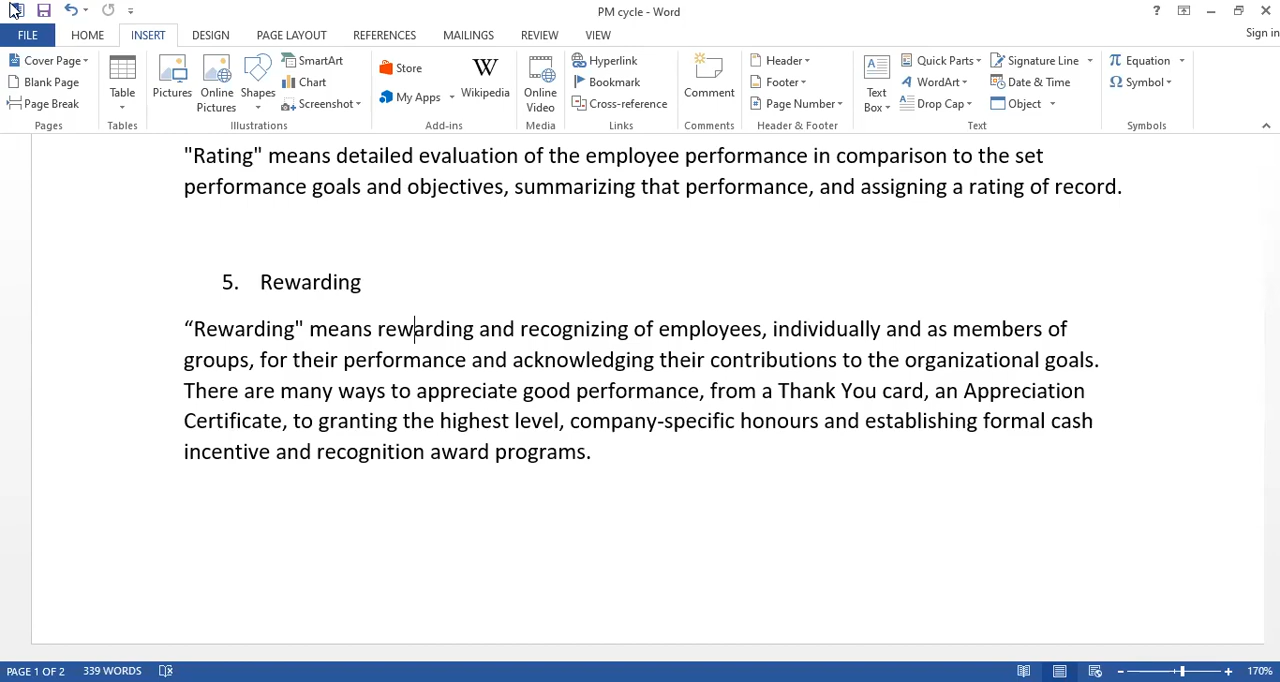 PM cycle - Word
?
FILE HOME INSERT DESIGN PAGE LAYOUT REFERENCES MAILINGS REVIEW VIEW Sign in
Cover Page
Blank Page
Page Break
Pages
Table
Tables
Pictures
Online Pictures
Shapes
SmartArt
Chart
Screenshot
Illustrations
Store
My Apps
W
Wikipedia
Add-ins
Online Video
Media
Hyperlink
Bookmark
Cross-reference
Links
Comment
Comments
Header
Footer
Page Number
Header & Footer
Text Box
Quick Parts
WordArt
Drop Cap
Signature Line
Date & Time
Object
Text
π Equation
Ω Symbol
Symbols
"Rating" means detailed evaluation of the employee performance in comparison to the set
performance goals and objectives, summarizing that performance, and assigning a rating of record.
5. Rewarding
“Rewarding" means rewarding and recognizing of employees, individually and as members of
groups, for their performance and acknowledging their contributions to the organizational goals.
There are many ways to appreciate good performance, from a Thank You card, an Appreciation
Certificate, to granting the highest level, company-specific honours and establishing formal cash
incentive and recognition award programs.
PAGE 1 OF 2 339 WORDS 170%